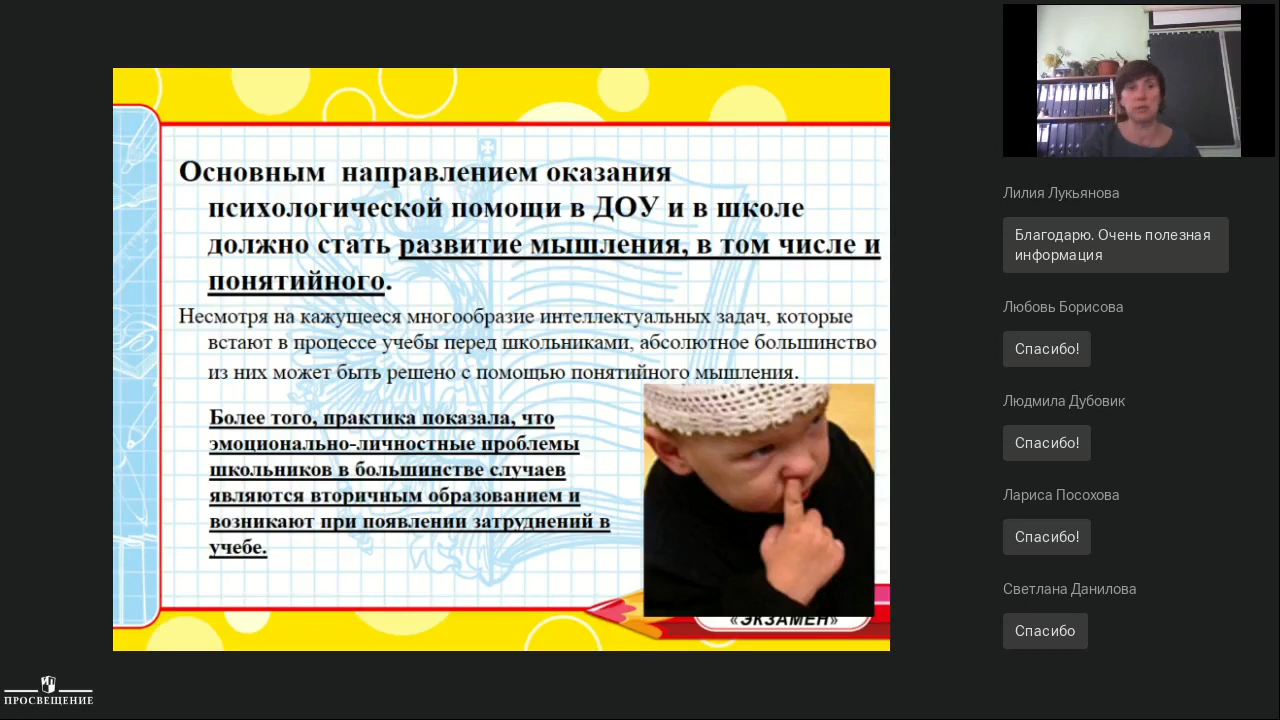 Основным направлением оказания
психологической помощи в ДОУ и в школе
должно стать развитие мышления, в том числе и
понятийного.
Несмотря на кажущееся многообразие интеллектуальных задач, которые
встают в процессе учебы перед школьниками, абсолютное большинство
из них может быть решено с помощью понятийного мышления.
Более того, практика показала, что
эмоционально-личностные проблемы
школьников в большинстве случаев
являются вторичным образованием и
возникают при появлении затруднений в
учебе.
«ЭКЗАМЕН»
ПРОСВЕЩЕНИЕ
Лилия Лукьянова
Благодарю. Очень полезная
информация
Любовь Борисова
Спасибо!
Людмила Дубовик
Спасибо!
Лариса Посохова
Спасибо!
Светлана Данилова
Спасибо